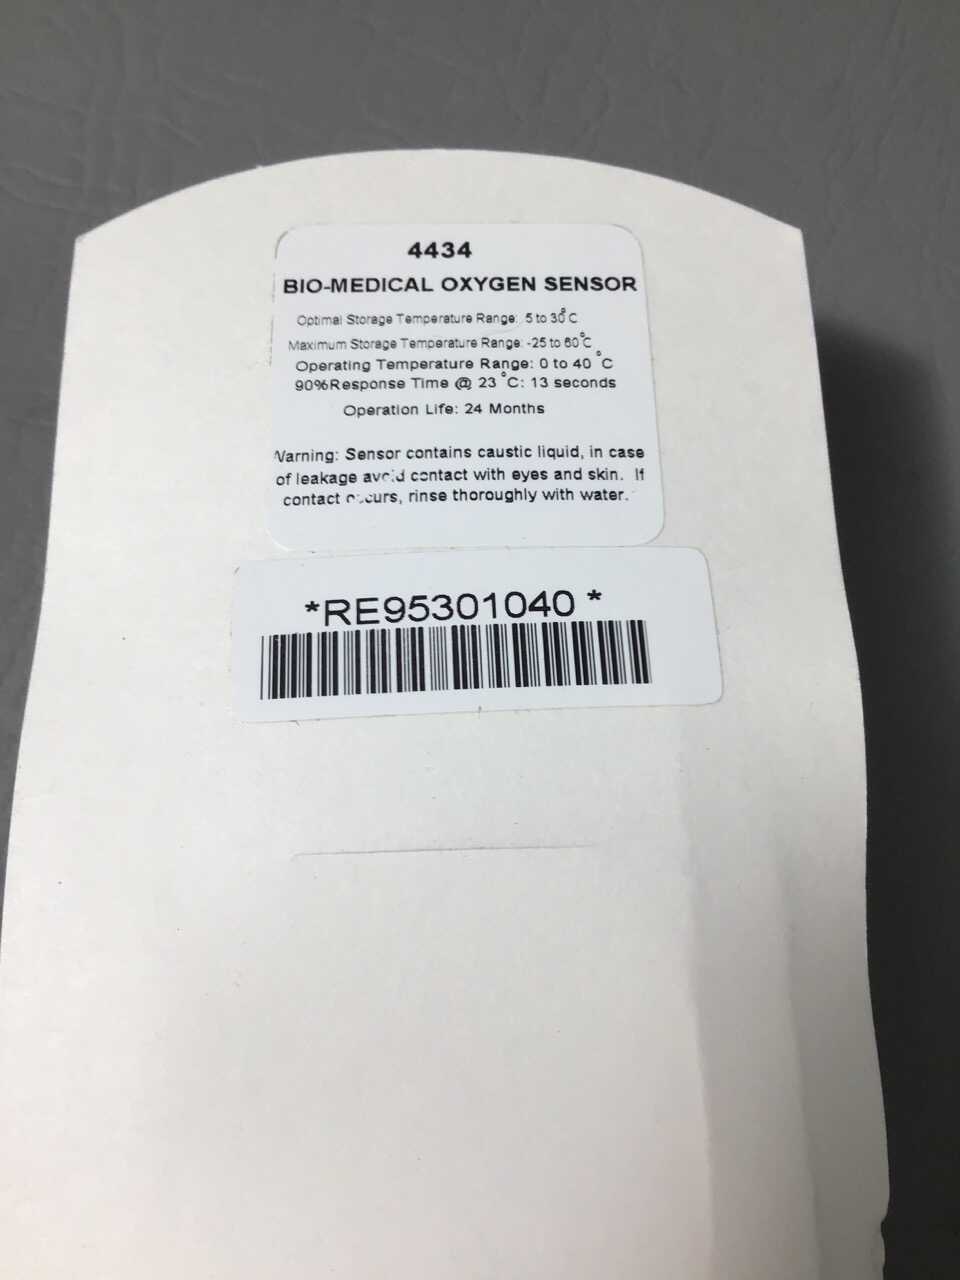 4434
BIO-MEDICAL OXYGEN SENSOR
Optimal Storage Temperature Range: 5 to 30°C
Maximum Storage Temperature Range: -25 to 60°C
Operating Temperature Range: 0 to 40 °C
90%Response Time @ 23 °C: 13 seconds
Operation Life: 24 Months
Warning: Sensor contains caustic liquid, in case
of leakage avoid contact with eyes and skin. If
contact occurs, rinse thoroughly with water.
*RE95301040 *